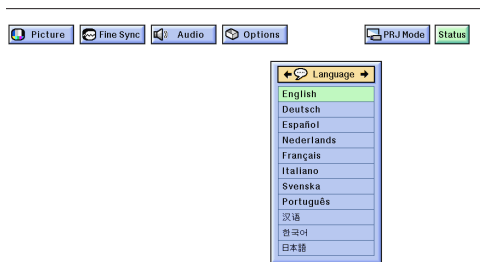 Picture Fine Sync Audio Options PRJ Mode Status
Language
English
Deutsch
Español
Nederlands
Français
Italiano
Svenska
Português
汉语
한국어
日本語